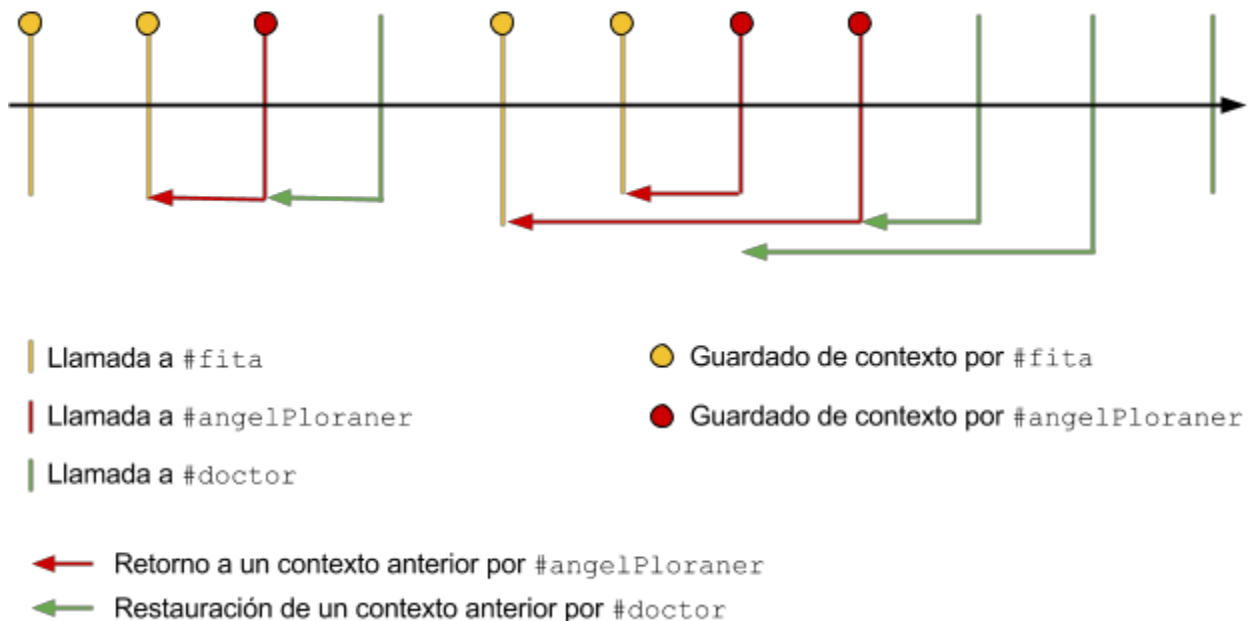 Llamada a #fita
Guardado de contexto por #fita
Llamada a #angelPloraner
Guardado de contexto por #angelPloraner
Llamada a #doctor
Retorno a un contexto anterior por #angelPloraner
Restauración de un contexto anterior por #doctor